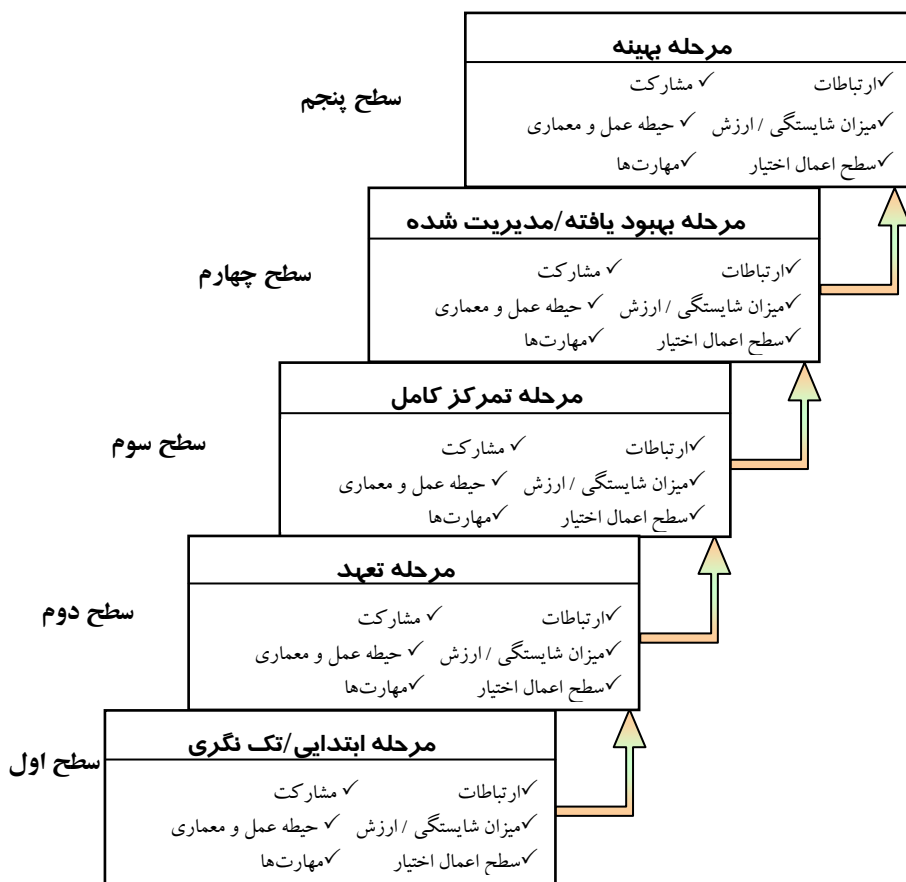 مرحله بهینه
✓ارتباطات ✓ مشارکت
سطح پنجم
✓میزان شایستگی / ارزش ✓ حیطه عمل و معماری
✓سطح اعمال اختیار ✓مهارت‌ها
مرحله بهبود یافته/مدیریت شده
✓ارتباطات ✓ مشارکت
سطح چهارم
✓میزان شایستگی / ارزش ✓ حیطه عمل و معماری
✓سطح اعمال اختیار ✓مهارت‌ها
مرحله تمرکز کامل
✓ارتباطات ✓ مشارکت
سطح سوم
✓میزان شایستگی / ارزش ✓ حیطه عمل و معماری
✓سطح اعمال اختیار ✓مهارت‌ها
مرحله تعهد
✓ارتباطات ✓ مشارکت
سطح دوم
✓میزان شایستگی / ارزش ✓ حیطه عمل و معماری
✓سطح اعمال اختیار ✓مهارت‌ها
مرحله ابتدایی/تک نگری
سطح اول
✓ارتباطات ✓ مشارکت
✓میزان شایستگی / ارزش ✓ حیطه عمل و معماری
✓سطح اعمال اختیار ✓مهارت‌ها